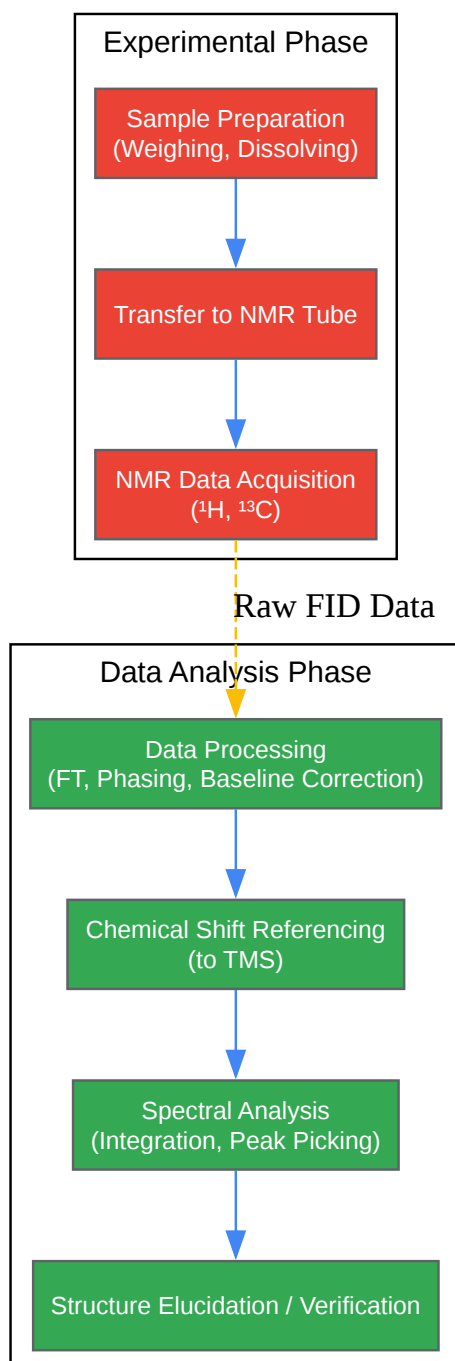 Experimental Phase
Sample Preparation
(Weighing, Dissolving)
Transfer to NMR Tube
NMR Data Acquisition
(¹H, ¹³C)
Raw FID Data
Data Analysis Phase
Data Processing
(FT, Phasing, Baseline Correction)
Chemical Shift Referencing
(to TMS)
Spectral Analysis
(Integration, Peak Picking)
Structure Elucidation / Verification